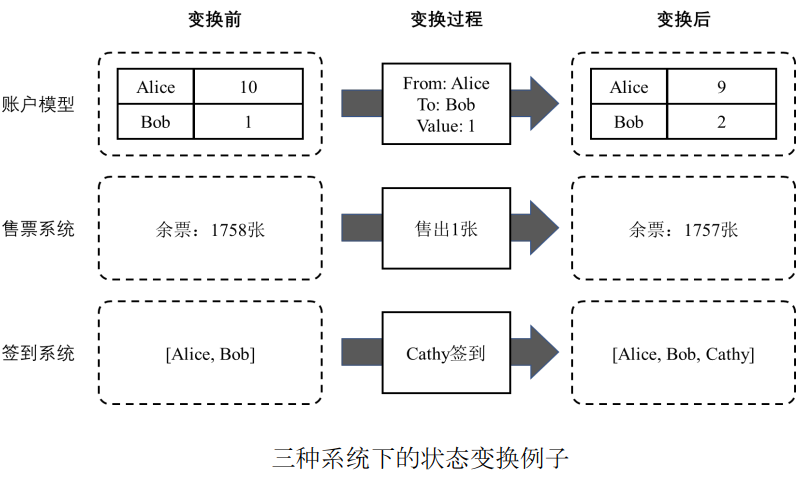 变换前 变换过程 变换后
账户模型
Alice 10
Bob 1
From: Alice
To: Bob
Value: 1
Alice 9
Bob 2
售票系统
余票：1758张
售出1张
余票：1757张
签到系统
[Alice, Bob]
Cathy签到
[Alice, Bob, Cathy]
三种系统下的状态变换例子